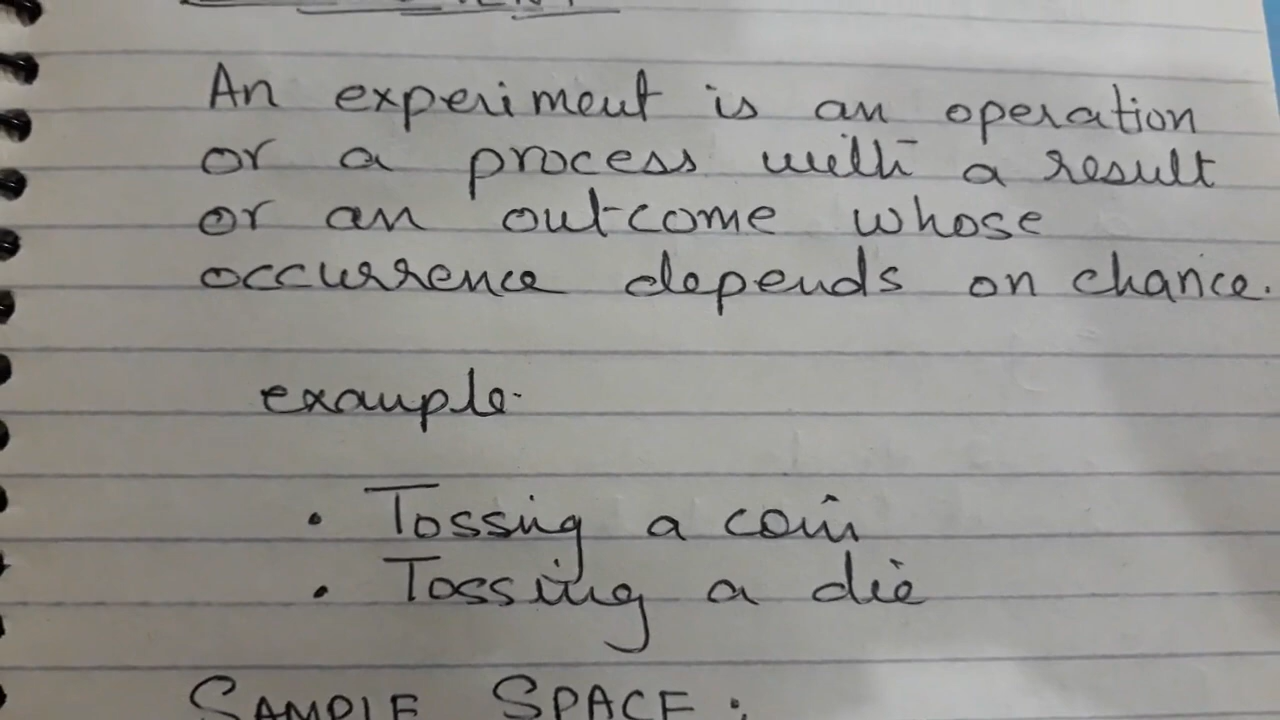 An experiment is an operation
or a process with a result
or an outcome whose
occurrence depends on chance.
example.
• Tossing a coin
• Tossing a die
SAMPLE SPACE: